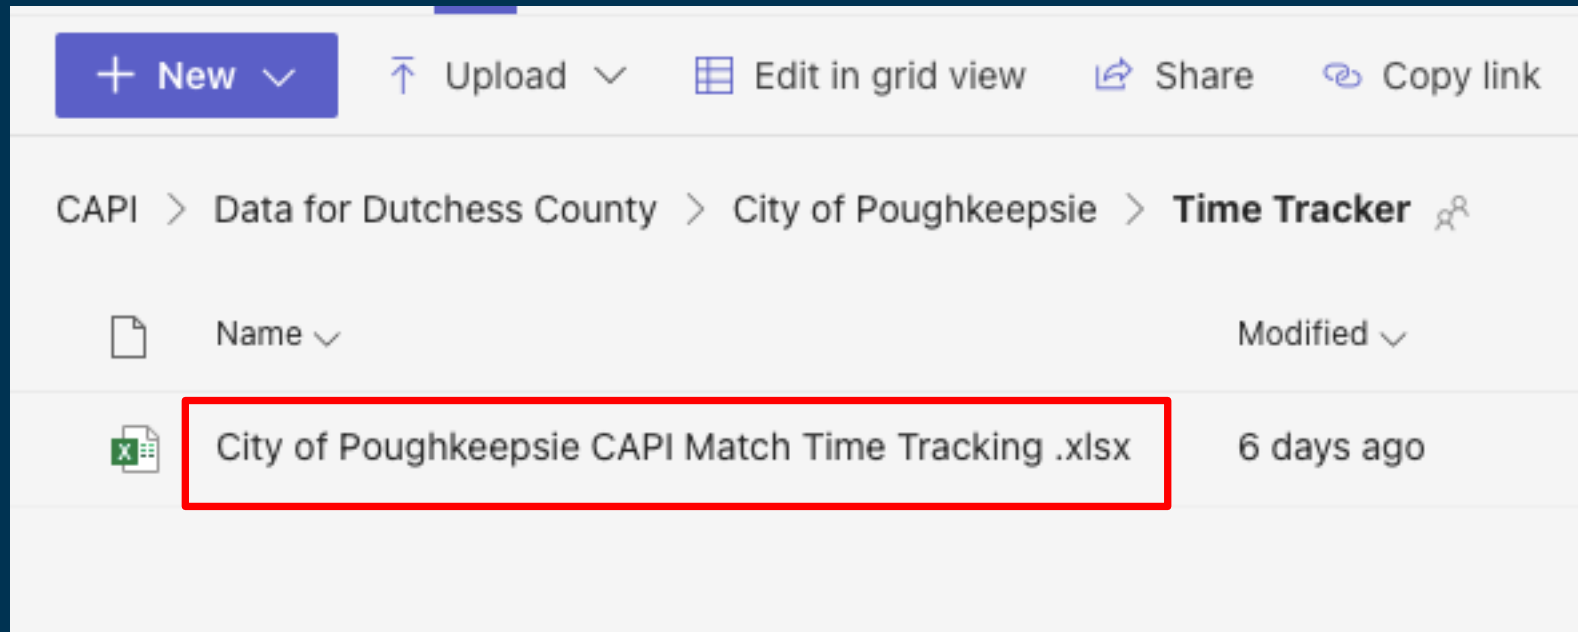 New Upload Edit in grid view Share Copy link
CAPI > Data for Dutchess County > City of Poughkeepsie > Time Tracker
Name Modified
City of Poughkeepsie CAPI Match Time Tracking .xlsx 6 days ago